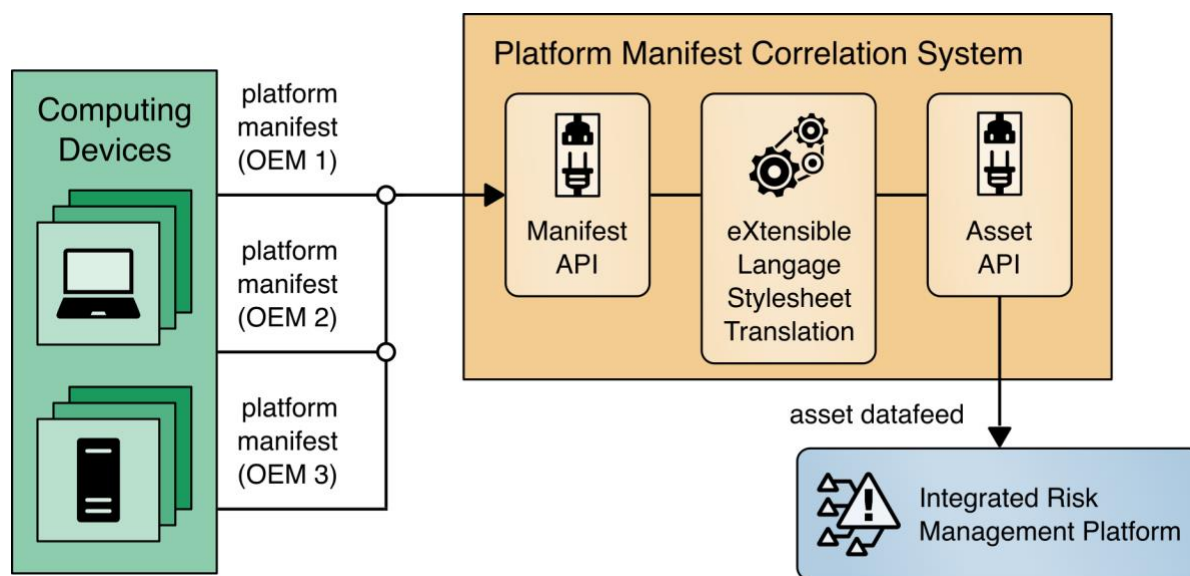 Platform Manifest Correlation System
Computing
Devices
platform
manifest
(OEM 1)
platform
manifest
(OEM 2)
platform
manifest
(OEM 3)
Manifest
API
eXtensible
Langage
Stylesheet
Translation
Asset
API
asset datafeed
Integrated Risk
Management Platform